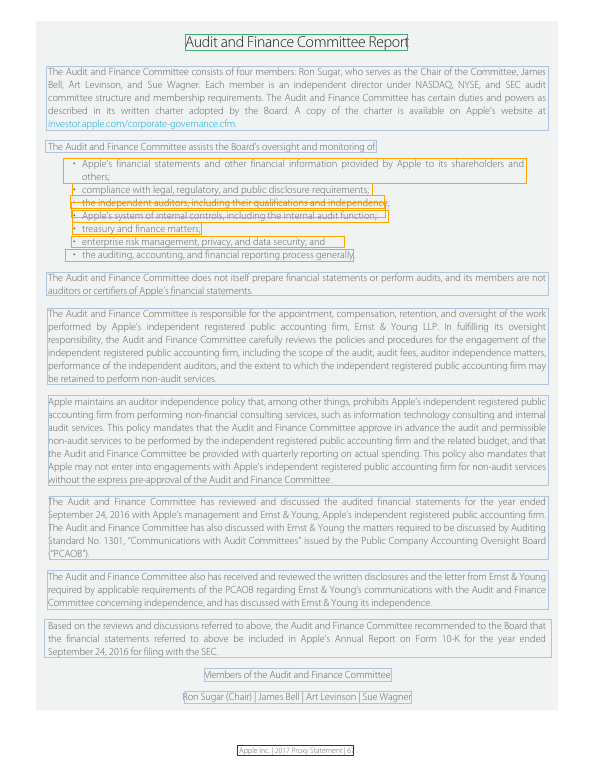 Audit and Finance Committee Report
The Audit and Finance Committee consists of four members: Ron Sugar, who serves as the Chair of the Committee, James
Bell, Art Levinson, and Sue Wagner. Each member is an independent director under NASDAQ, NYSE, and SEC audit
committee structure and membership requirements. The Audit and Finance Committee has certain duties and powers as
described in its written charter adopted by the Board. A copy of the charter is available on Apple's website at
investor.apple.com/corporate-governance.cfm.
The Audit and Finance Committee assists the Board's oversight and monitoring of:
• Apple's financial statements and other financial information provided by Apple to its shareholders and
others;
• compliance with legal, regulatory, and public disclosure requirements;
• the independent auditors, including their qualifications and independence;
• Apple's system of internal controls, including the internal audit function;
• treasury and finance matters;
• enterprise risk management, privacy, and data security; and
• the auditing, accounting, and financial reporting process generally.
The Audit and Finance Committee does not itself prepare financial statements or perform audits, and its members are not
auditors or certifiers of Apple's financial statements.
The Audit and Finance Committee is responsible for the appointment, compensation, retention, and oversight of the work
performed by Apple's independent registered public accounting firm, Ernst & Young LLP. In fulfilling its oversight
responsibility, the Audit and Finance Committee carefully reviews the policies and procedures for the engagement of the
independent registered public accounting firm, including the scope of the audit, audit fees, auditor independence matters,
performance of the independent auditors, and the extent to which the independent registered public accounting firm may
be retained to perform non-audit services.
Apple maintains an auditor independence policy that, among other things, prohibits Apple's independent registered public
accounting firm from performing non-financial consulting services, such as information technology consulting and internal
audit services. This policy mandates that the Audit and Finance Committee approve in advance the audit and permissible
non-audit services to be performed by the independent registered public accounting firm and the related budget, and that
the Audit and Finance Committee be provided with quarterly reporting on actual spending. This policy also mandates that
Apple may not enter into engagements with Apple's independent registered public accounting firm for non-audit services
without the express pre-approval of the Audit and Finance Committee.
The Audit and Finance Committee has reviewed and discussed the audited financial statements for the year ended
September 24, 2016 with Apple's management and Ernst & Young, Apple's independent registered public accounting firm.
The Audit and Finance Committee has also discussed with Ernst & Young the matters required to be discussed by Auditing
Standard No. 1301, "Communications with Audit Committees" issued by the Public Company Accounting Oversight Board
("PCAOB").
The Audit and Finance Committee also has received and reviewed the written disclosures and the letter from Ernst & Young
required by applicable requirements of the PCAOB regarding Ernst & Young's communications with the Audit and Finance
Committee concerning independence, and has discussed with Ernst & Young its independence.
Based on the reviews and discussions referred to above, the Audit and Finance Committee recommended to the Board that
the financial statements referred to above be included in Apple's Annual Report on Form 10-K for the year ended
September 24, 2016 for filing with the SEC.
Members of the Audit and Finance Committee
Ron Sugar (Chair) | James Bell | Art Levinson | Sue Wagner
Apple Inc. | 2017 Proxy Statement |